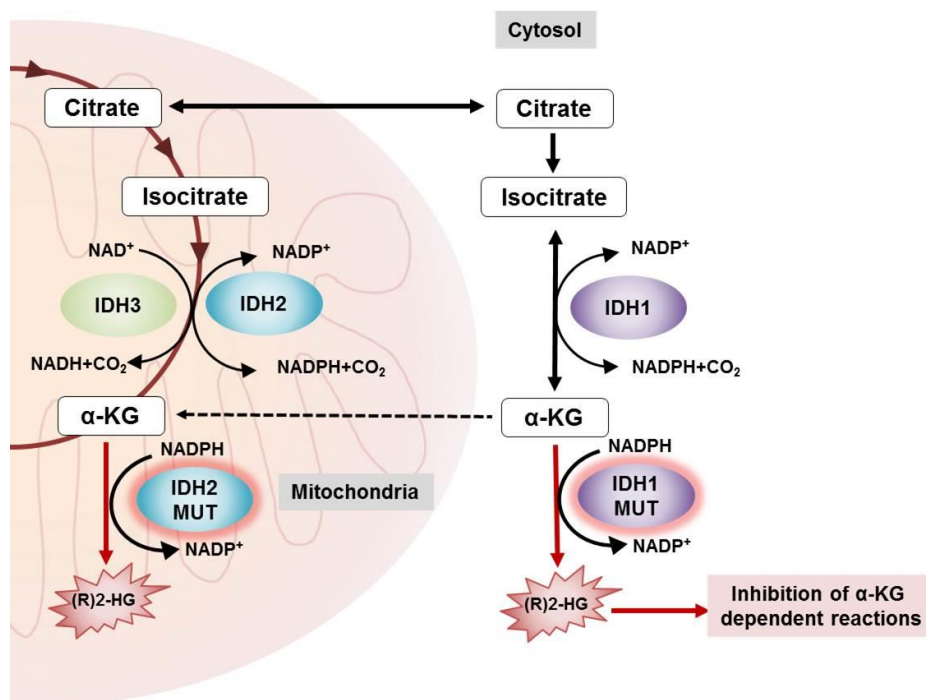 Cytosol
Citrate
Citrate
Isocitrate
Isocitrate
NAD⁺
NADP⁺
NADP⁺
IDH3
IDH2
IDH1
NADH+CO₂
NADPH+CO₂
NADPH+CO₂
α-KG
α-KG
NADPH
NADPH
IDH2
MUT
Mitochondria
IDH1
MUT
NADP⁺
NADP⁺
(R)2-HG
(R)2-HG
Inhibition of α-KG
dependent reactions